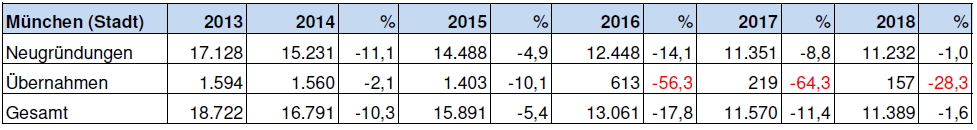 München (Stadt) 2013 2014 % 2015 % 2016 % 2017 % 2018 %
Neugründungen 17.128 15.231 -11,1 14.488 -4,9 12.448 -14,1 11.351 -8,8 11.232 -1,0
Übernahmen 1.594 1.560 -2,1 1.403 -10,1 613 -56,3 219 -64,3 157 -28,3
Gesamt 18.722 16.791 -10,3 15.891 -5,4 13.061 -17,8 11.570 -11,4 11.389 -1,6